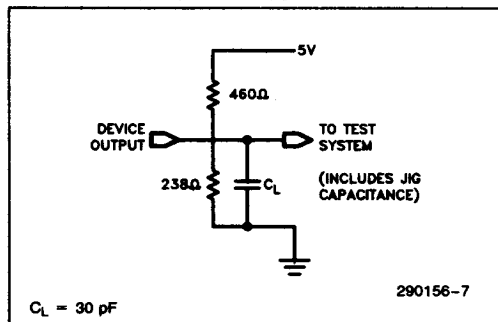 5V
460Ω
DEVICE
OUTPUT
TO TEST
SYSTEM
238Ω
CL
(INCLUDES JIG
CAPACITANCE)
290156-7
CL = 30 pF